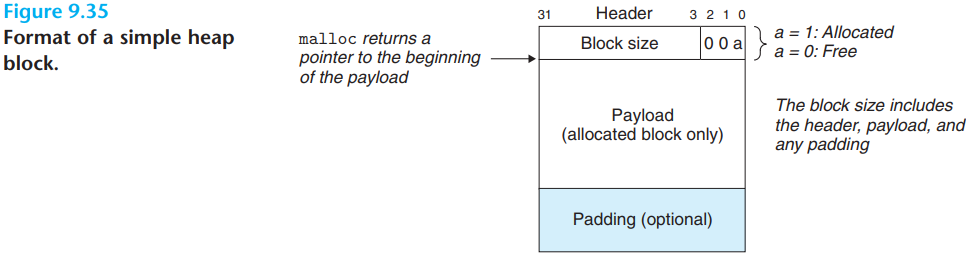 Figure 9.35
Format of a simple heap
block.
malloc returns a
pointer to the beginning
of the payload
31 Header 3 2 1 0
Block size 0 0 a
a = 1: Allocated
a = 0: Free
Payload
(allocated block only)
The block size includes
the header, payload, and
any padding
Padding (optional)